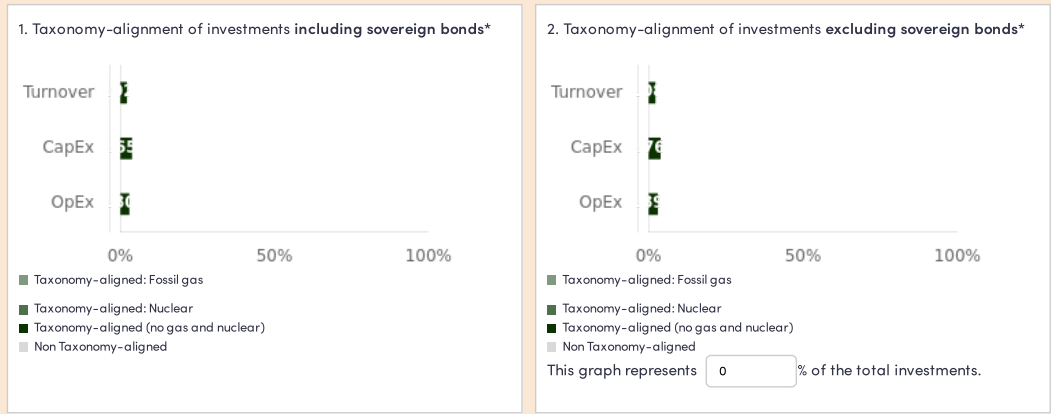 1. Taxonomy-alignment of investments including sovereign bonds*
Turnover
CapEx
OpEx
0% 50% 100%
Taxonomy-aligned: Fossil gas
Taxonomy-aligned: Nuclear
Taxonomy-aligned (no gas and nuclear)
Non Taxonomy-aligned
2. Taxonomy-alignment of investments excluding sovereign bonds*
Turnover
CapEx
OpEx
0% 50% 100%
Taxonomy-aligned: Fossil gas
Taxonomy-aligned: Nuclear
Taxonomy-aligned (no gas and nuclear)
Non Taxonomy-aligned
This graph represents 0 % of the total investments.